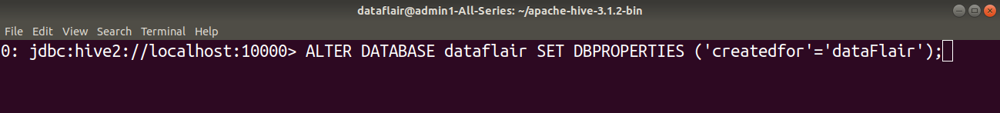 dataflair@admin1-All-Series: ~/apache-hive-3.1.2-bin
File Edit View Search Terminal Help
0: jdbc:hive2://localhost:10000> ALTER DATABASE dataflair SET DBPROPERTIES ('createdfor'='dataFlair');